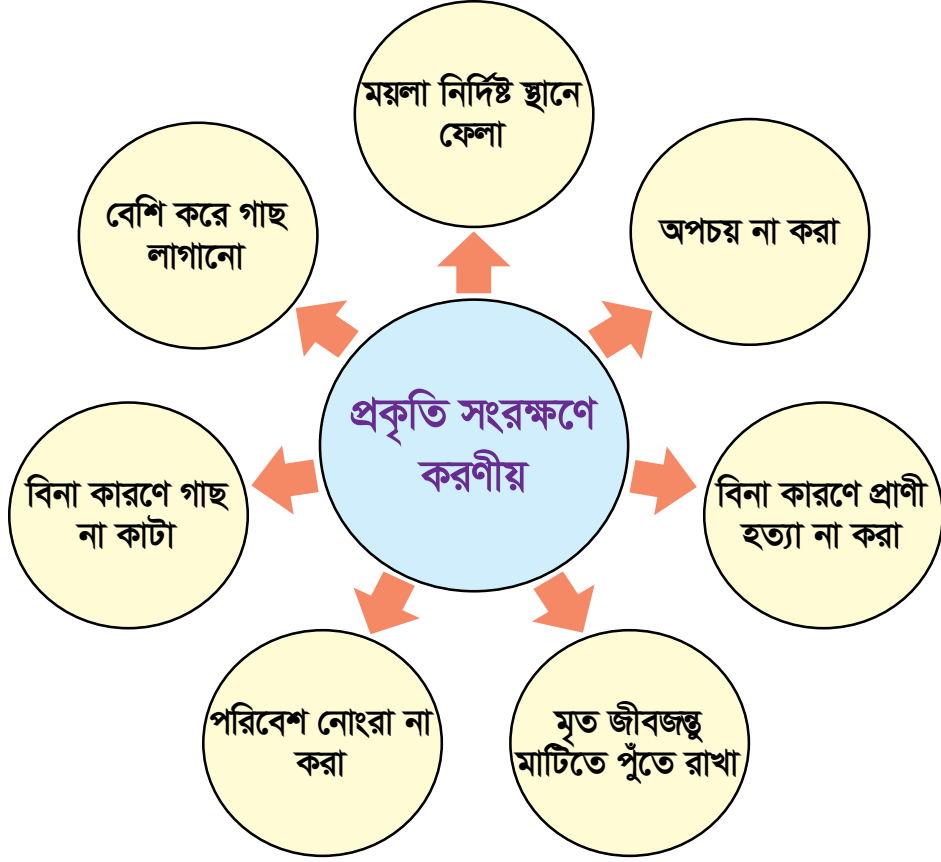 ময়লা নির্দিষ্ট স্থানে
ফেলা
বেশি করে গাছ
লাগানো
অপচয় না করা
প্রকৃতি সংরক্ষণে
করণীয়
বিনা কারণে গাছ
না কাটা
বিনা কারণে প্রাণী
হত্যা না করা
পরিবেশ নোংরা না
করা
মৃত জীবজন্তু
মাটিতে পুঁতে রাখা